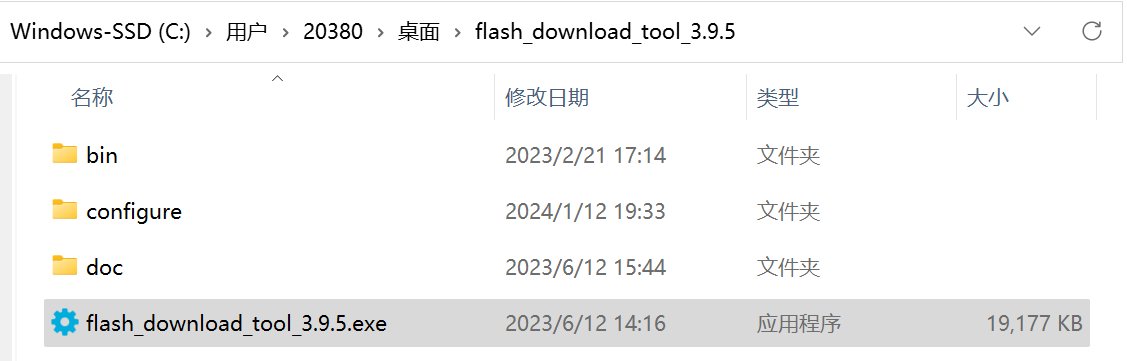 Windows-SSD (C:) › 用户 › 20380 › 桌面 › flash_download_tool_3.9.5
名称 修改日期 类型 大小
bin 2023/2/21 17:14 文件夹
configure 2024/1/12 19:33 文件夹
doc 2023/6/12 15:44 文件夹
flash_download_tool_3.9.5.exe 2023/6/12 14:16 应用程序 19,177 KB